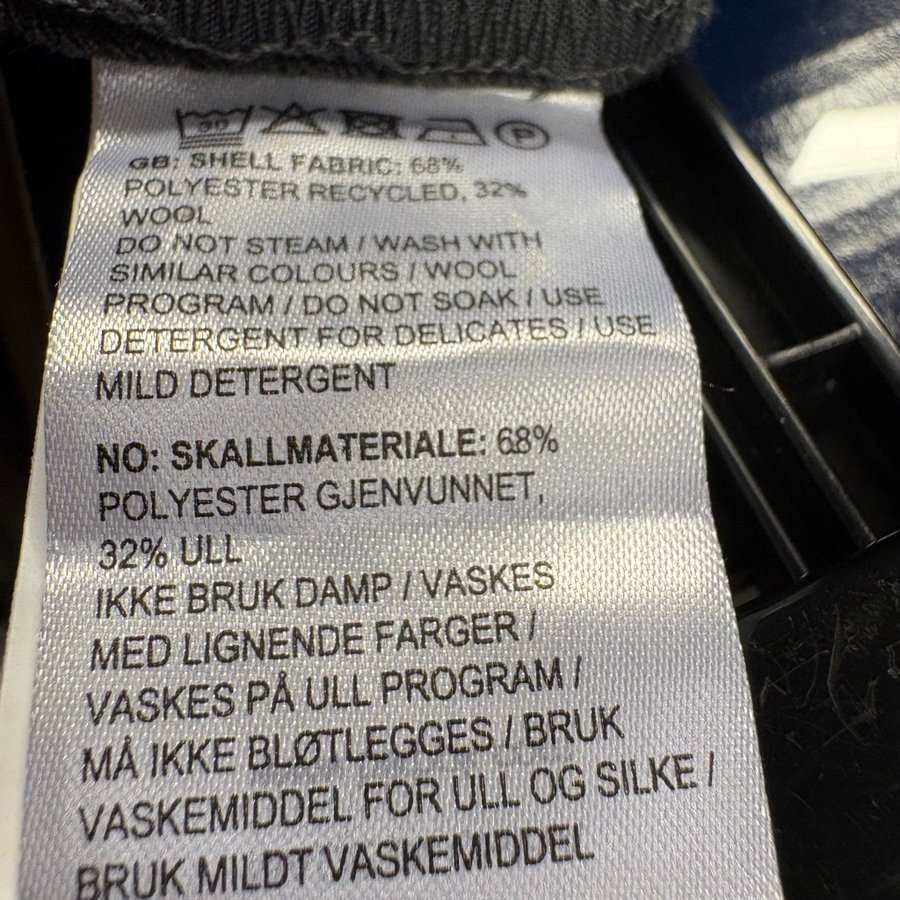 30 P
GB: SHELL FABRIC: 68%
POLYESTER RECYCLED, 32%
WOOL
DO NOT STEAM / WASH WITH
SIMILAR COLOURS / WOOL
PROGRAM / DO NOT SOAK / USE
DETERGENT FOR DELICATES / USE
MILD DETERGENT
NO: SKALLMATERIALE: 68%
POLYESTER GJENVUNNET,
32% ULL
IKKE BRUK DAMP / VASKES
MED LIGNENDE FARGER /
VASKES PÅ ULL PROGRAM /
MÅ IKKE BLØTLEGGES / BRUK
VASKEMIDDEL FOR ULL OG SILKE /
BRUK MILDT VASKEMIDDEL